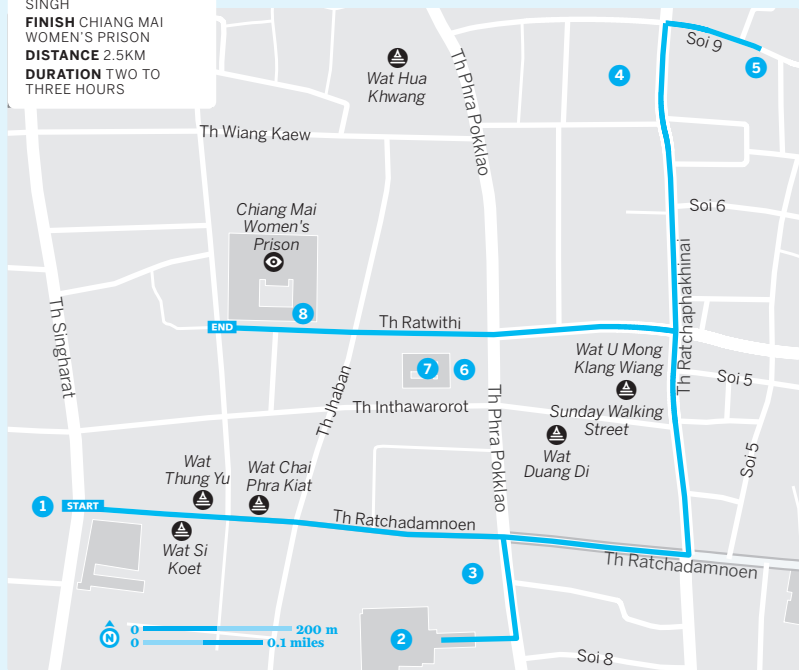 SINGH
FINISH CHIANG MAI
WOMEN'S PRISON
DISTANCE 2.5KM
DURATION TWO TO
THREE HOURS
Soi 9
4
5
Wat Hua
Khwang
Th Phra Pokklao
Th Wiang Kaew
Soi 6
Chiang Mai
Women's
Prison
8
END
Th Ratwithi
Th Ratchaphakhinai
Th Singharat
Th Jhaban
7
6
Wat U Mong
Klang Wiang
Soi 5
Th Inthawarorot
Th Phra Pokklao
Sunday Walking
Street
Wat
Duang Di
Soi 5
Wat
Thung Yu
Wat Chai
Phra Kiat
1
START
Th Ratchadamnoen
Wat Si
Koet
Th Ratchadamnoen
3
2
N
0 200 m
0 0.1 miles
Soi 8